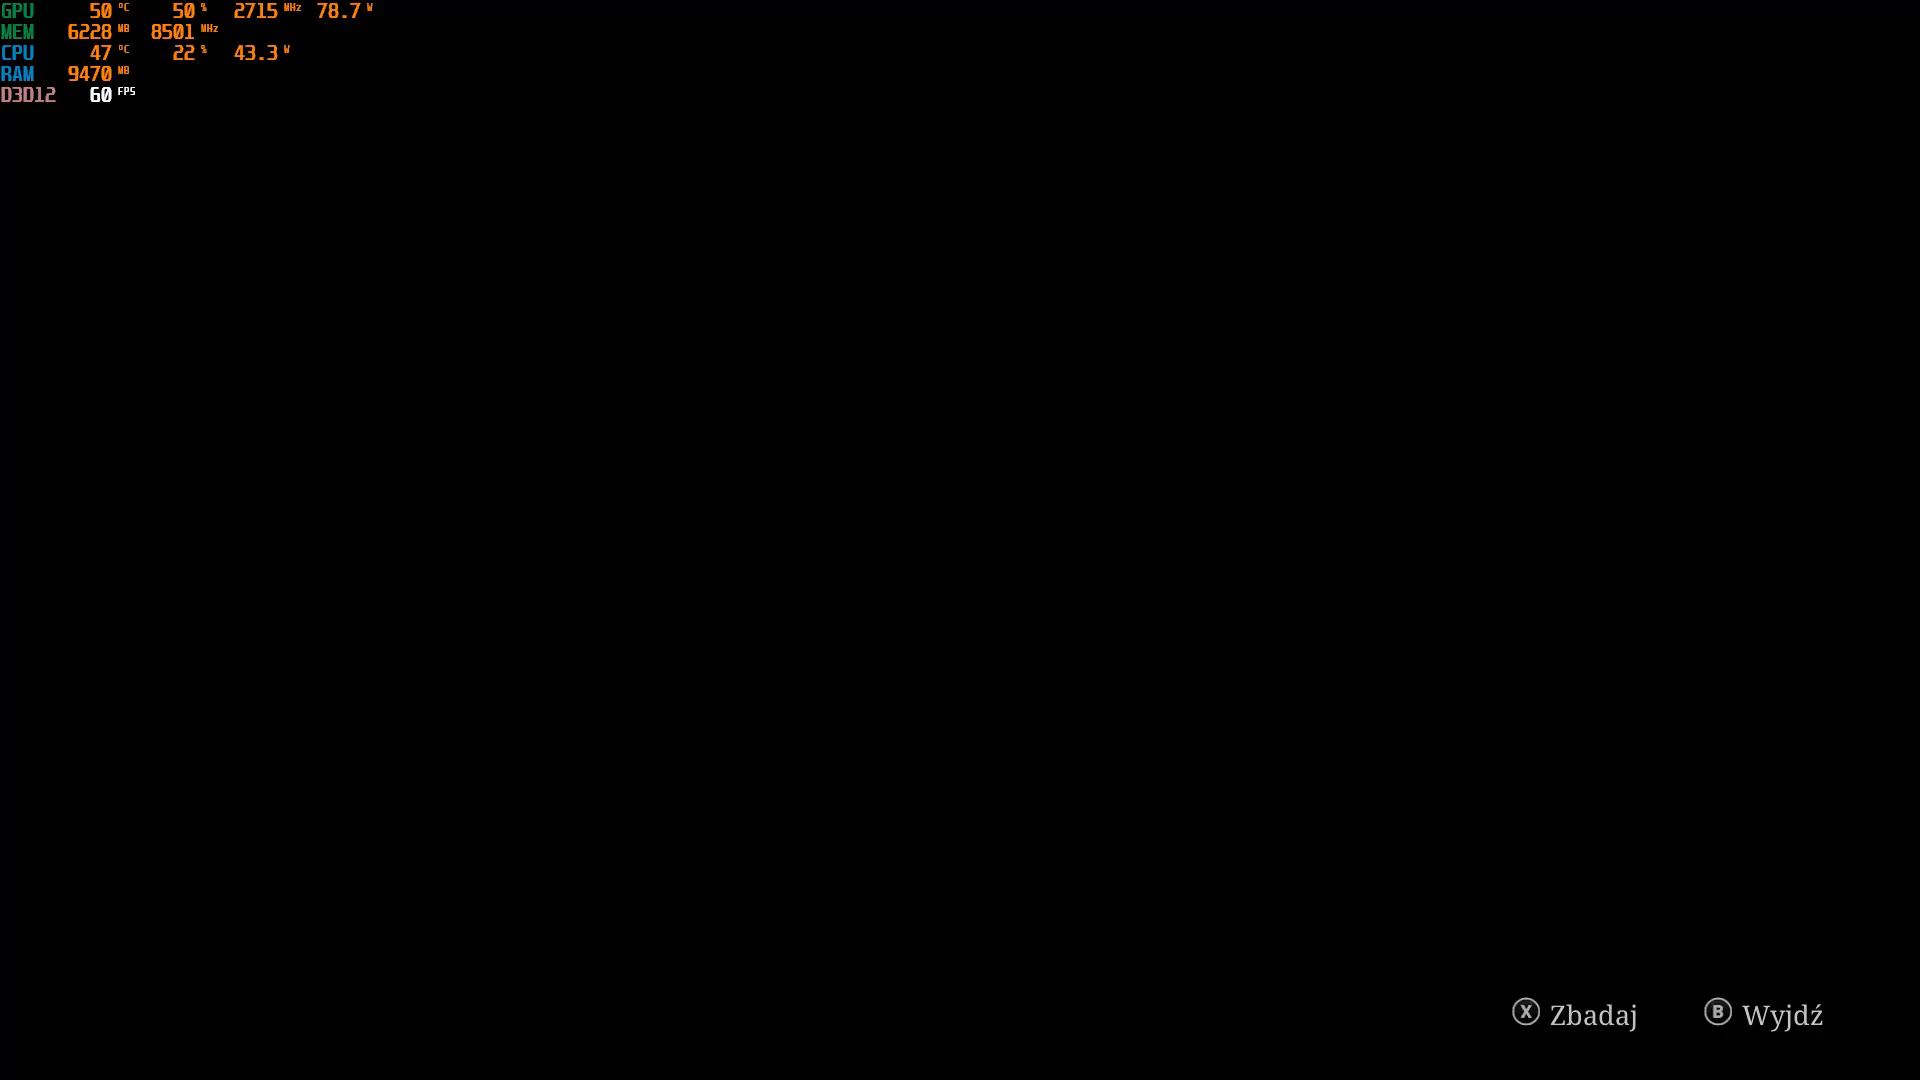 GPU 50 °C 50 % 2715 MHz 78.7 W
MEM 6228 MB 8501 MHz
CPU 47 °C 22 % 43.3 W
RAM 9470 MB
D3D12 60 FPS
X Zbadaj B Wyjdź